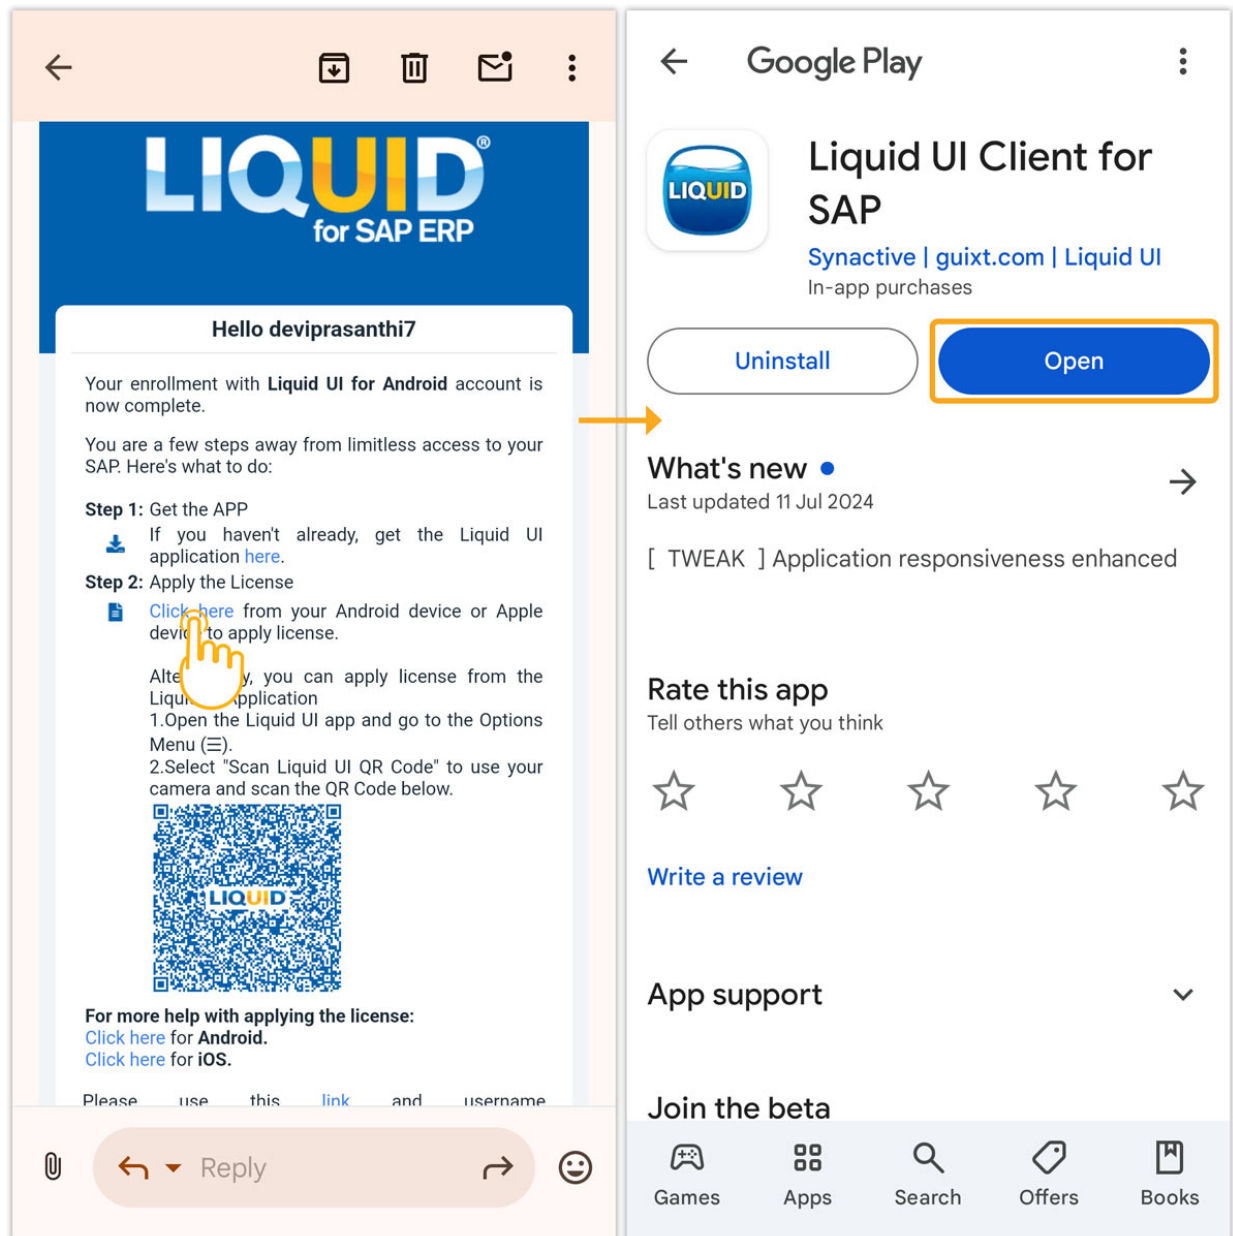 LIQUID®
for SAP ERP
Hello deviprasanthi7
Your enrollment with Liquid UI for Android account is
now complete.
You are a few steps away from limitless access to your
SAP. Here's what to do:
Step 1: Get the APP
If you haven't already, get the Liquid UI
application here.
Step 2: Apply the License
Click here from your Android device or Apple
device to apply license.
you can apply license from the
1.Open the Liquid UI app and go to the Options
Menu (☰).
2.Select "Scan Liquid UI QR Code" to use your
camera and scan the QR Code below.
LIQUID
For more help with applying the license:
Click here for Android.
Click here for iOS.
Please use this link and username
Reply
Google Play
LIQUID
Liquid UI Client for
SAP
Synactive | guixt.com | Liquid UI
In-app purchases
Uninstall
Open
What's new
Last updated 11 Jul 2024
[ TWEAK ] Application responsiveness enhanced
Rate this app
Tell others what you think
Write a review
App support
Join the beta
Games
Apps
Search
Offers
Books